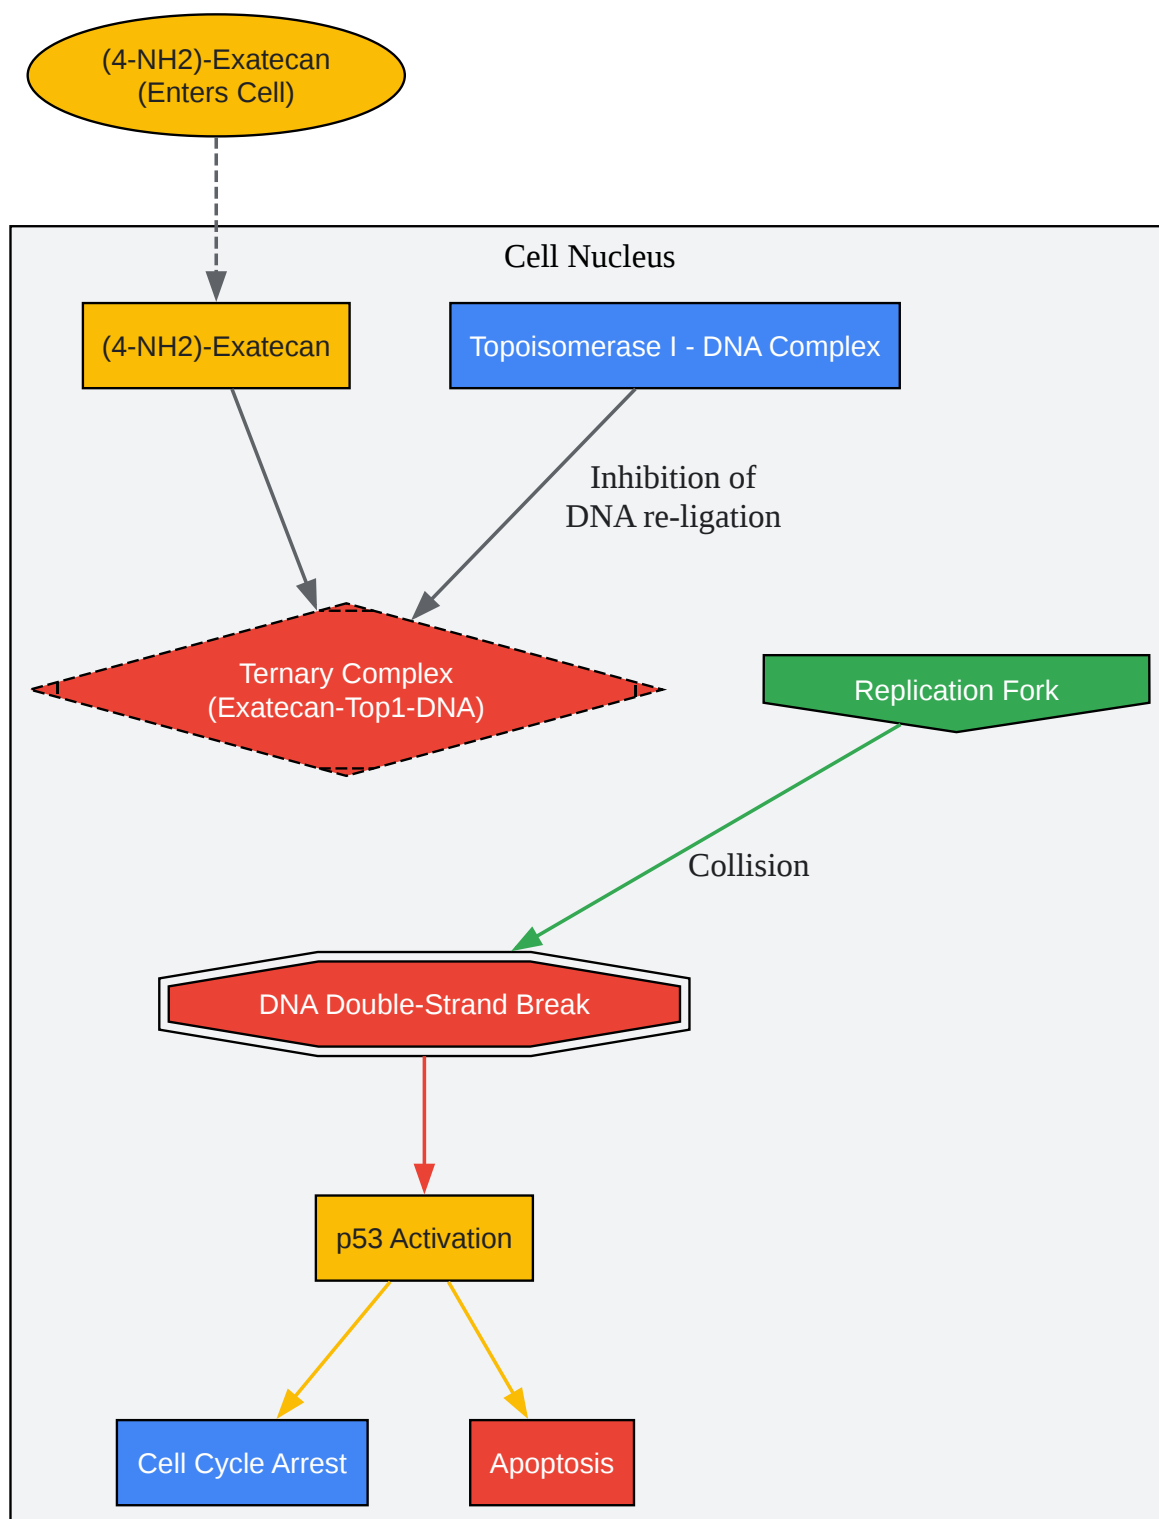 (4-NH2)-Exatecan
(Enters Cell)
Cell Nucleus
(4-NH2)-Exatecan
Topoisomerase I - DNA Complex
Inhibition of
DNA re-ligation
Ternary Complex
(Exatecan-Top1-DNA)
Replication Fork
Collision
DNA Double-Strand Break
p53 Activation
Cell Cycle Arrest
Apoptosis